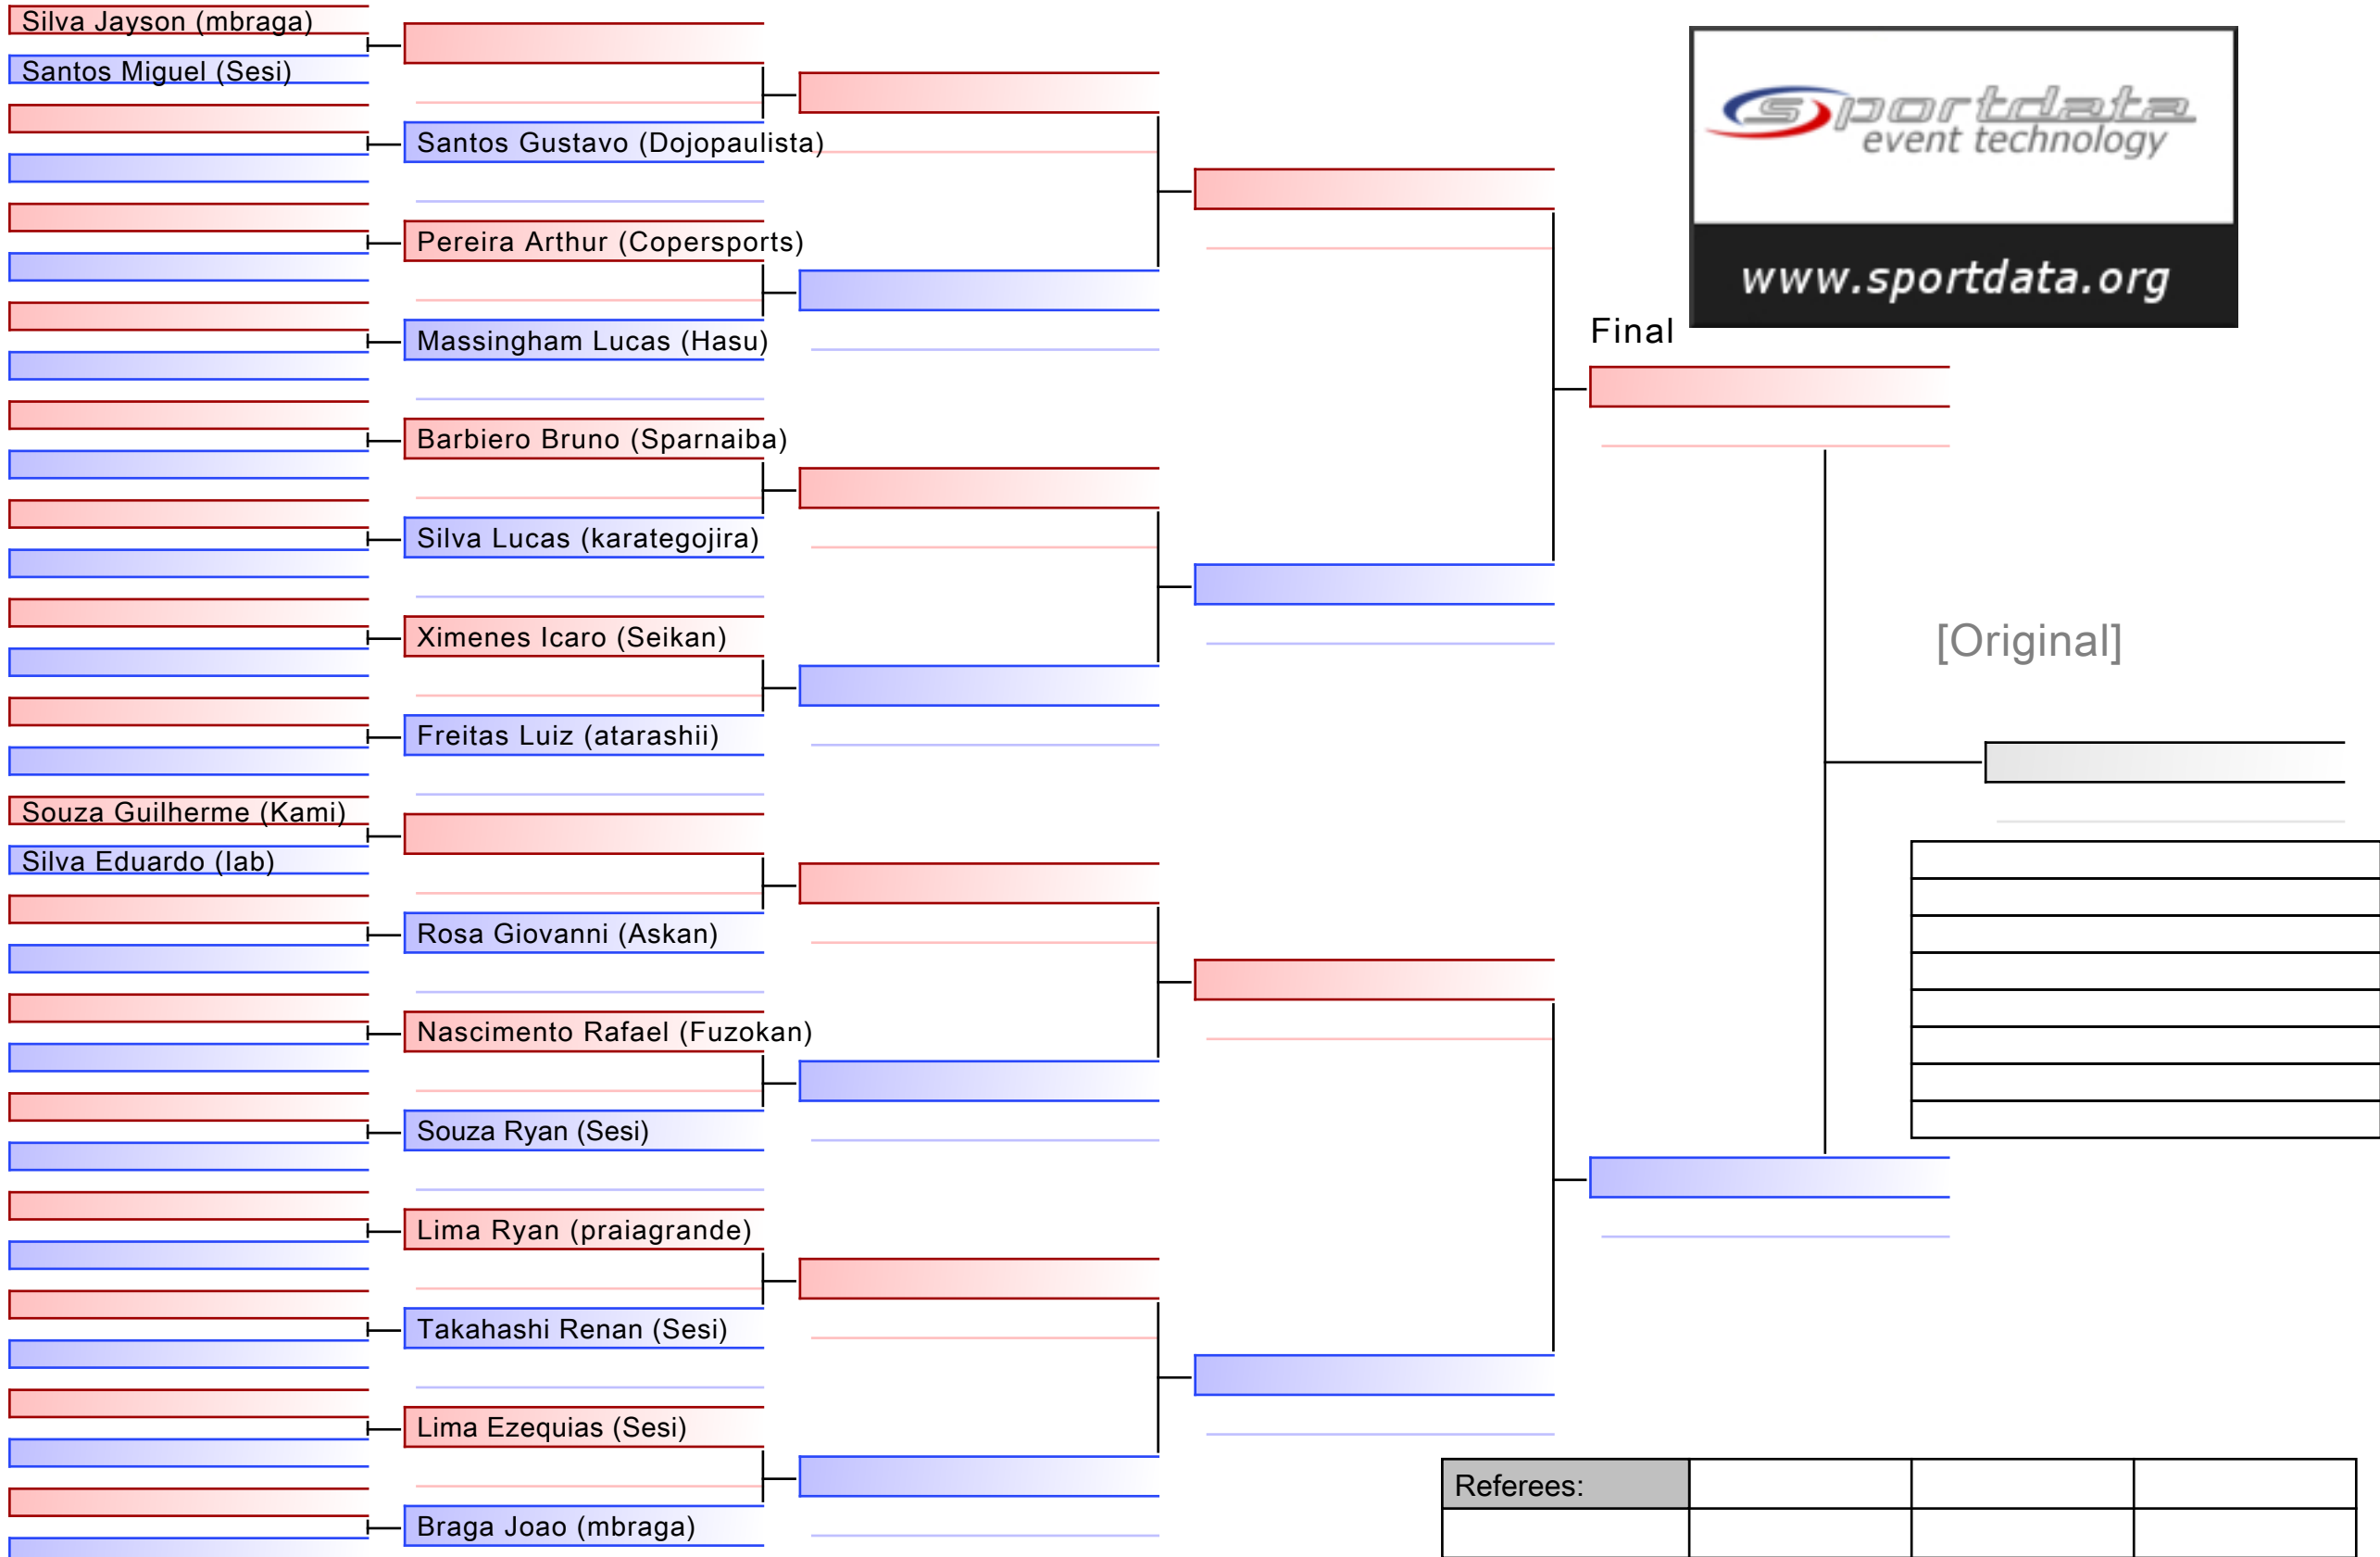 Silva Jayson (mbraga)
Santos Miguel (Sesi)
Santos Gustavo (Dojopaulista)
Pereira Arthur (Copersports)
Massingham Lucas (Hasu)
Barbiero Bruno (Sparnaiba)
Silva Lucas (karategojira)
Ximenes Icaro (Seikan)
Freitas Luiz (atarashii)
Souza Guilherme (Kami)
Silva Eduardo (Iab)
Rosa Giovanni (Askan)
Nascimento Rafael (Fuzokan)
Souza Ryan (Sesi)
Lima Ryan (praiagrande)
Takahashi Renan (Sesi)
Lima Ezequias (Sesi)
Braga Joao (mbraga)
sportdata
event technology
www.sportdata.org
Final
[Original]
Referees: